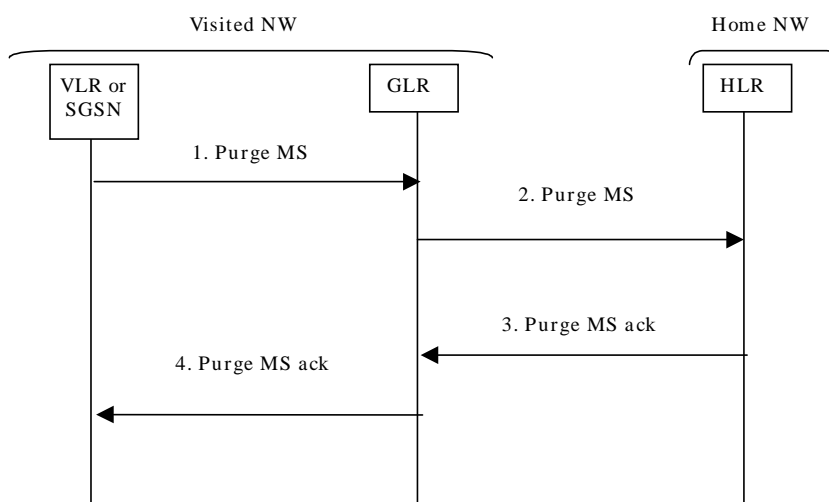 Visited NW
Home NW
VLR or
SGSN
GLR
HLR
1. Purge MS
2. Purge MS
3. Purge MS ack
4. Purge MS ack